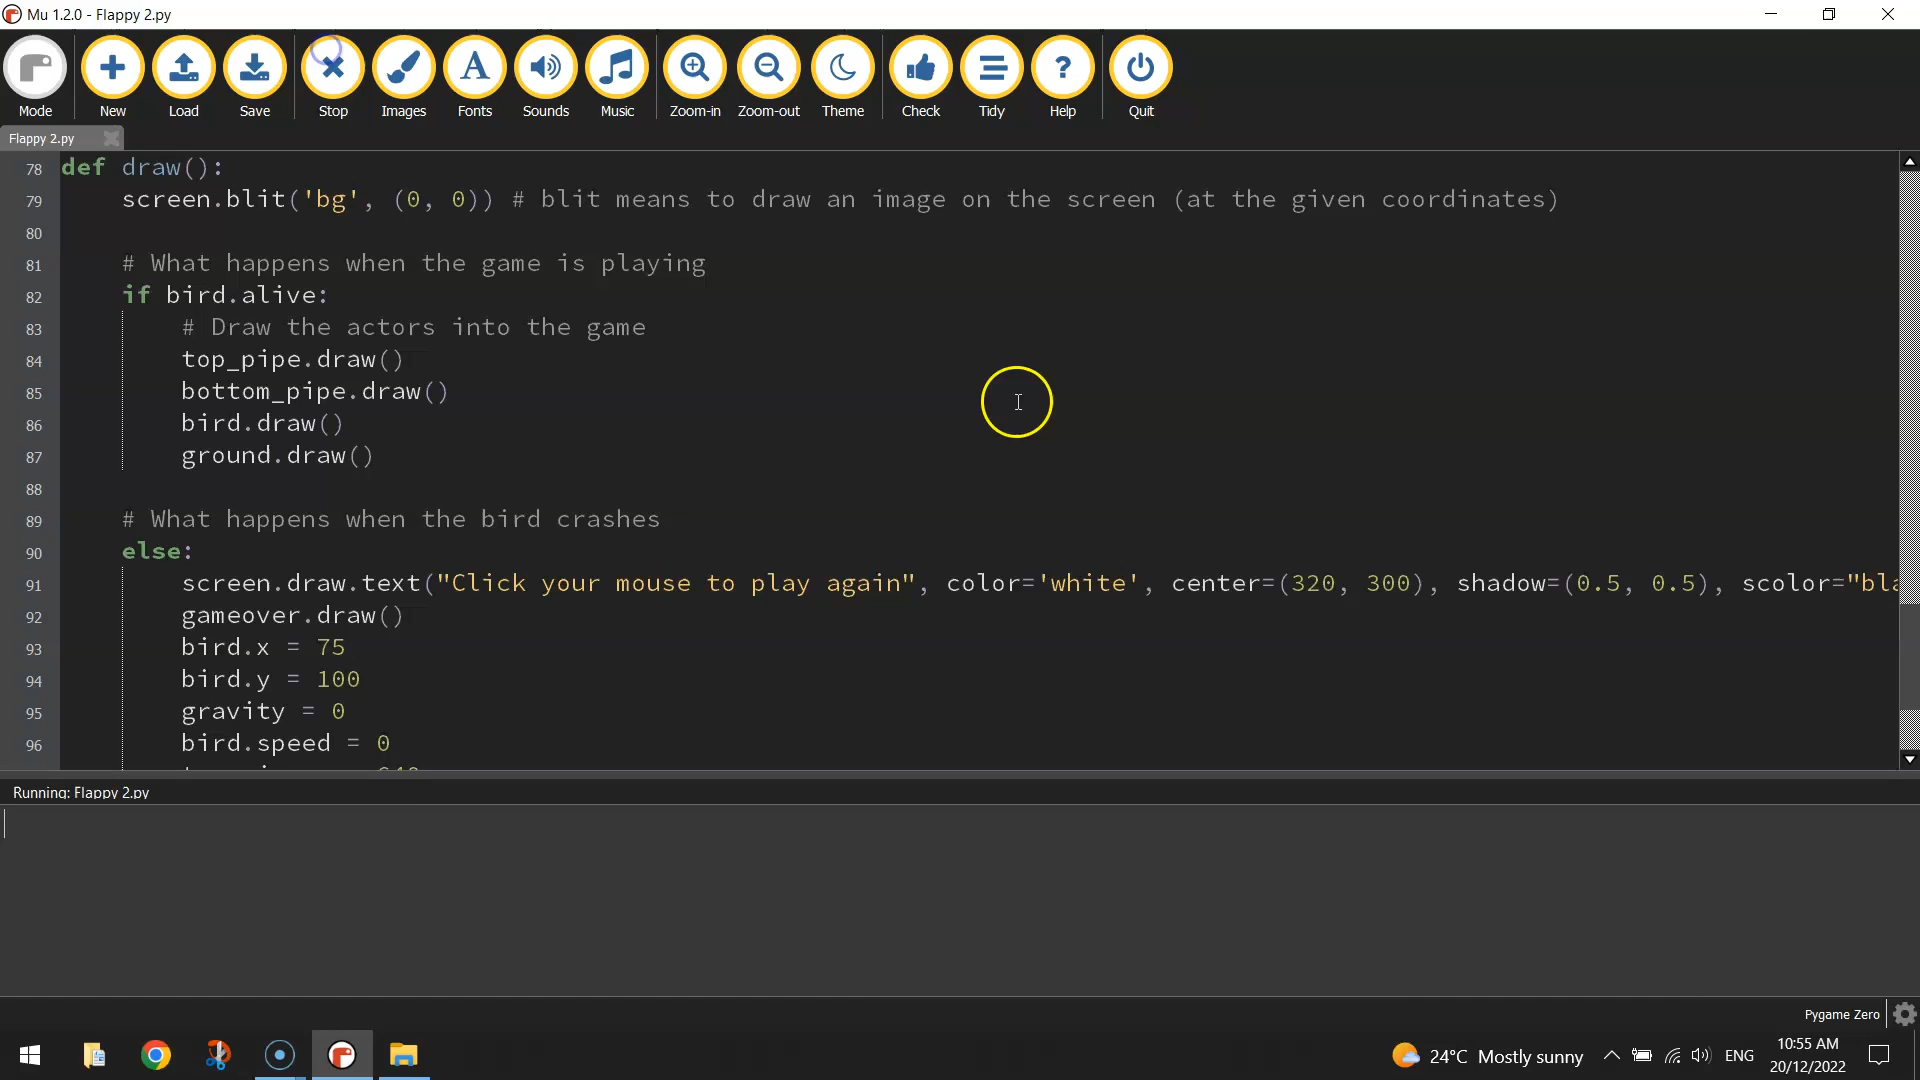 Mu 1.2.0 - Flappy 2.py
Mode New Load Save Stop Images Fonts Sounds Music Zoom-in Zoom-out Theme Check Tidy Help Quit
Flappy 2.py
78 def draw():
79 screen.blit('bg', (0, 0)) # blit means to draw an image on the screen (at the given coordinates)
80
81 # What happens when the game is playing
82 if bird.alive:
83 # Draw the actors into the game
84 top_pipe.draw()
85 bottom_pipe.draw()
86 bird.draw()
87 ground.draw()
88
89 # What happens when the bird crashes
90 else:
91 screen.draw.text("Click your mouse to play again", color='white', center=(320, 300), shadow=(0.5, 0.5), scolor="bla
92 gameover.draw()
93 bird.x = 75
94 bird.y = 100
95 gravity = 0
96 bird.speed = 0
Running: Flappy 2.py
Pygame Zero
24°C Mostly sunny ENG 10:55 AM
20/12/2022